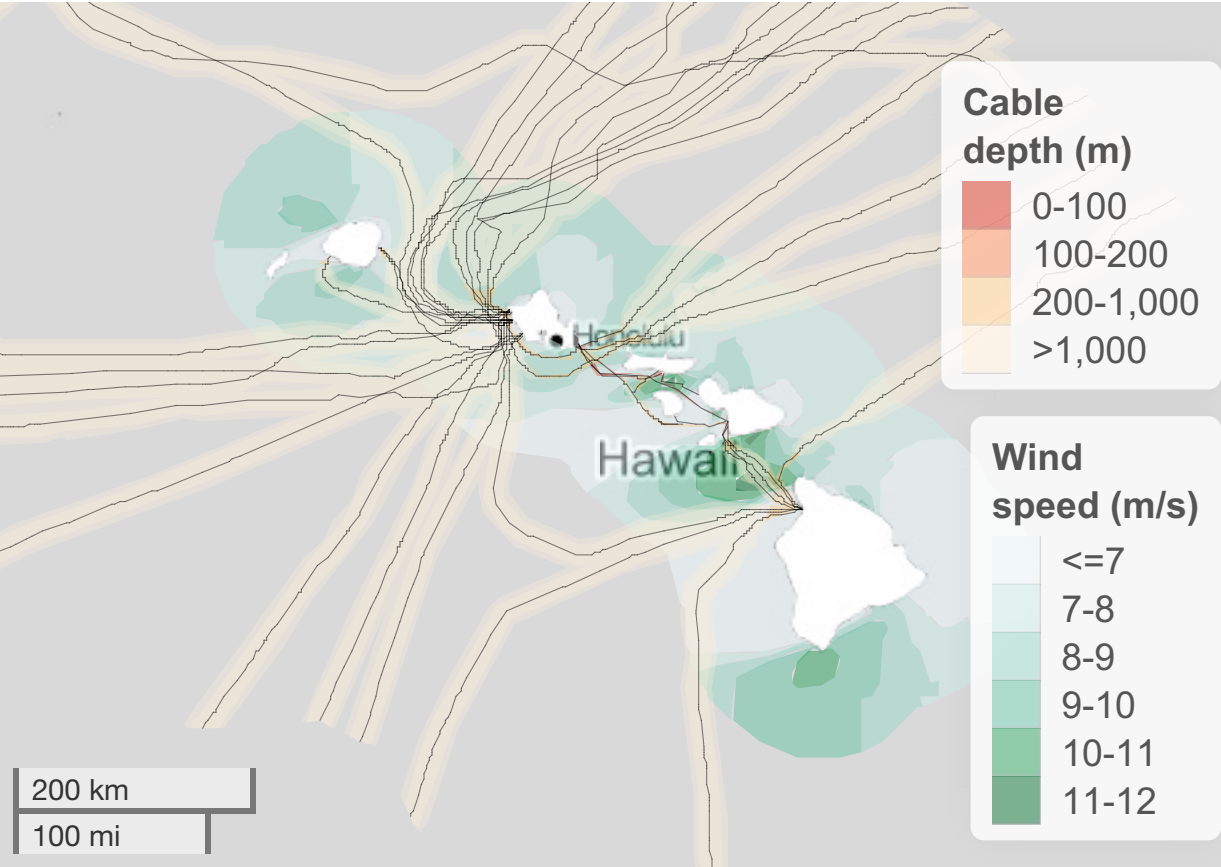 Cable
depth (m)
0-100
100-200
200-1,000
>1,000
Honolulu
Hawaii
Wind
speed (m/s)
<=7
7-8
8-9
9-10
10-11
11-12
200 km
100 mi